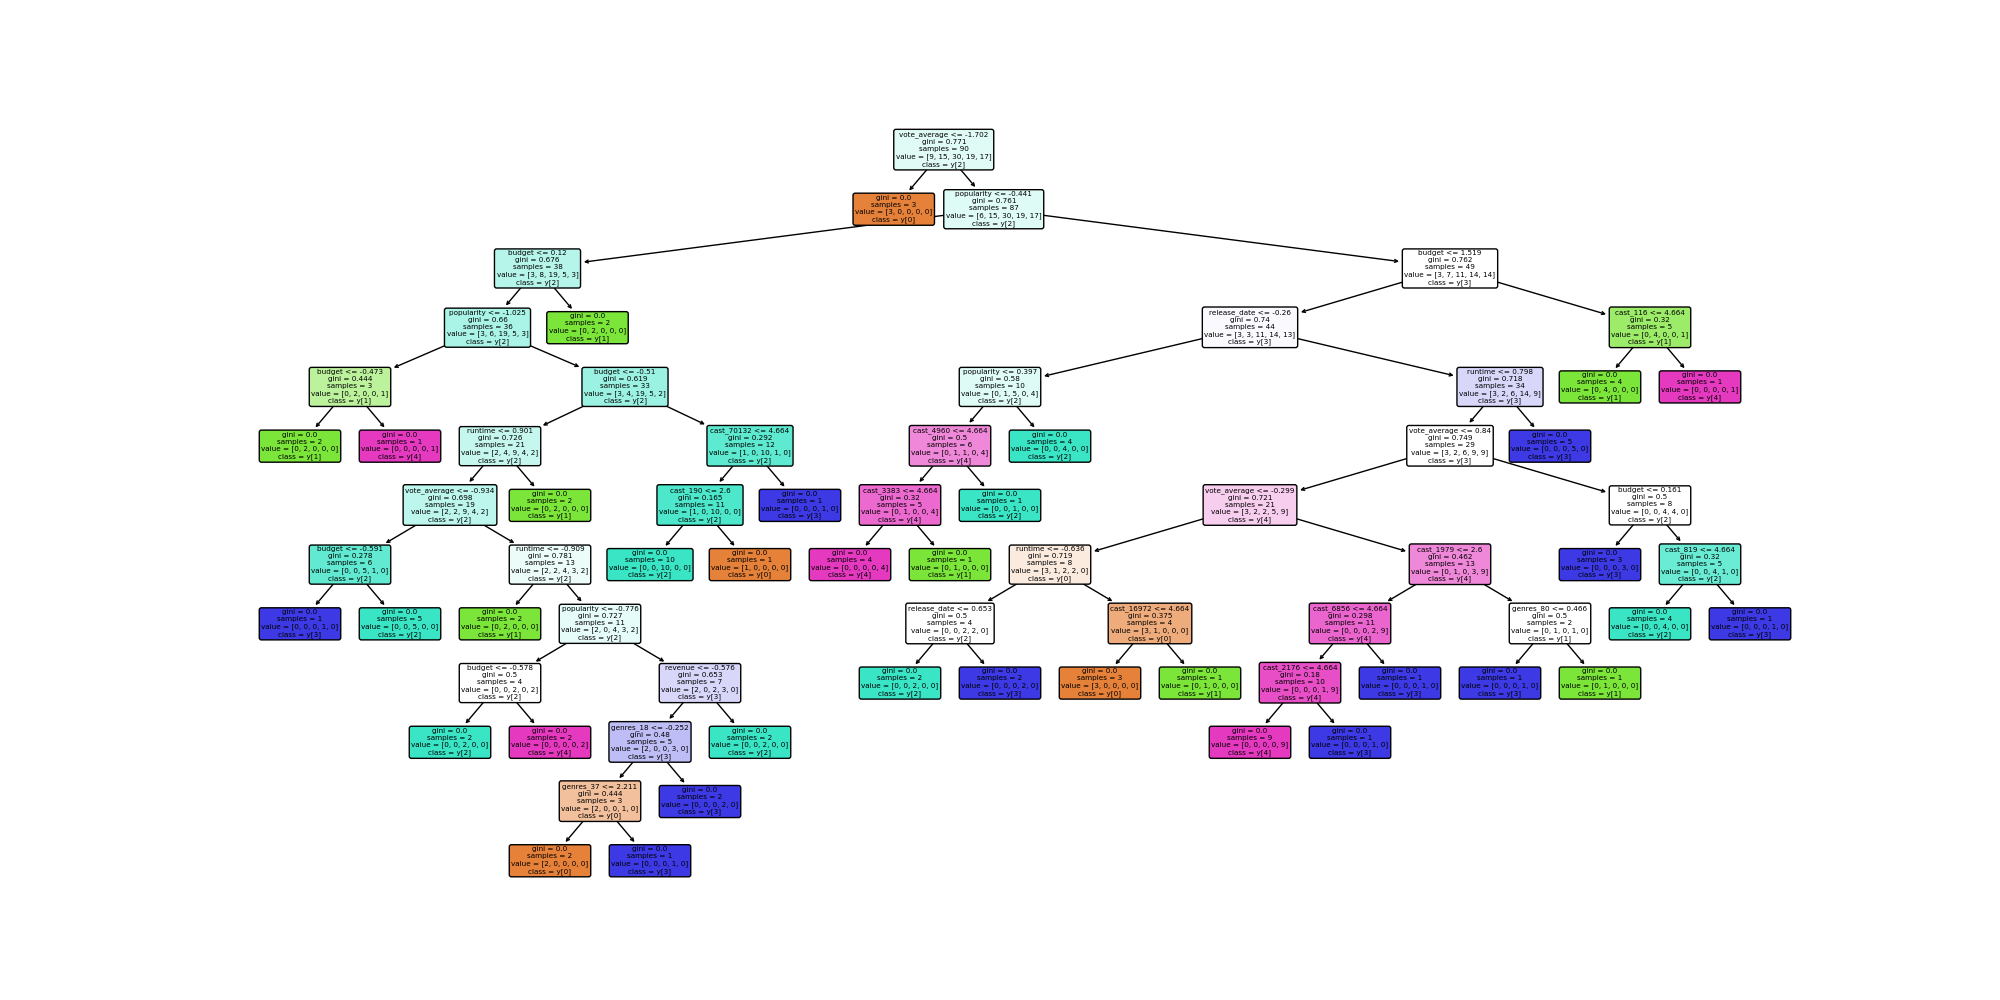 vote_average <= -1.702
gini = 0.771
samples = 90
value = [9, 15, 30, 19, 17]
class = y[2]
gini = 0.0
samples = 3
value = [3, 0, 0, 0, 0]
class = y[0]
popularity <= -0.441
gini = 0.761
samples = 87
value = [6, 15, 30, 19, 17]
class = y[2]
budget <= 0.12
gini = 0.676
samples = 38
value = [3, 8, 19, 5, 3]
class = y[2]
budget <= 1.519
gini = 0.762
samples = 49
value = [3, 7, 11, 14, 14]
class = y[3]
popularity <= -1.025
gini = 0.66
samples = 36
value = [3, 6, 19, 5, 3]
class = y[2]
gini = 0.0
samples = 2
value = [0, 2, 0, 0, 0]
class = y[1]
release_date <= -0.26
gini = 0.74
samples = 44
value = [3, 3, 11, 14, 13]
class = y[3]
cast_116 <= 4.664
gini = 0.32
samples = 5
value = [0, 4, 0, 0, 1]
class = y[1]
budget <= -0.473
gini = 0.444
samples = 3
value = [0, 2, 0, 0, 1]
class = y[1]
budget <= -0.51
gini = 0.619
samples = 33
value = [3, 4, 19, 5, 2]
class = y[2]
popularity <= 0.397
gini = 0.58
samples = 10
value = [0, 1, 5, 0, 4]
class = y[2]
runtime <= 0.798
gini = 0.718
samples = 34
value = [3, 2, 6, 14, 9]
class = y[3]
gini = 0.0
samples = 4
value = [0, 4, 0, 0, 0]
class = y[1]
gini = 0.0
samples = 1
value = [0, 0, 0, 0, 1]
class = y[4]
gini = 0.0
samples = 2
value = [0, 2, 0, 0, 0]
class = y[1]
gini = 0.0
samples = 1
value = [0, 0, 0, 0, 1]
class = y[4]
runtime <= 0.901
gini = 0.726
samples = 21
value = [2, 4, 9, 4, 2]
class = y[2]
cast_70132 <= 4.664
gini = 0.292
samples = 12
value = [1, 0, 10, 1, 0]
class = y[2]
cast_4960 <= 4.664
gini = 0.5
samples = 6
value = [0, 1, 1, 0, 4]
class = y[4]
gini = 0.0
samples = 4
value = [0, 0, 4, 0, 0]
class = y[2]
vote_average <= 0.84
gini = 0.749
samples = 29
value = [3, 2, 6, 9, 9]
class = y[3]
gini = 0.0
samples = 5
value = [0, 0, 0, 5, 0]
class = y[3]
vote_average <= -0.934
gini = 0.698
samples = 19
value = [2, 2, 9, 4, 2]
class = y[2]
gini = 0.0
samples = 2
value = [0, 2, 0, 0, 0]
class = y[1]
cast_190 <= 2.6
gini = 0.165
samples = 11
value = [1, 0, 10, 0, 0]
class = y[2]
gini = 0.0
samples = 1
value = [0, 0, 0, 1, 0]
class = y[3]
cast_3383 <= 4.664
gini = 0.32
samples = 5
value = [0, 1, 0, 0, 4]
class = y[4]
gini = 0.0
samples = 1
value = [0, 0, 1, 0, 0]
class = y[2]
vote_average <= -0.299
gini = 0.721
samples = 21
value = [3, 2, 2, 5, 9]
class = y[4]
budget <= 0.161
gini = 0.5
samples = 8
value = [0, 0, 4, 4, 0]
class = y[2]
budget <= -0.591
gini = 0.278
samples = 6
value = [0, 0, 5, 1, 0]
class = y[2]
runtime <= -0.909
gini = 0.781
samples = 13
value = [2, 2, 4, 3, 2]
class = y[2]
gini = 0.0
samples = 10
value = [0, 0, 10, 0, 0]
class = y[2]
gini = 0.0
samples = 1
value = [1, 0, 0, 0, 0]
class = y[0]
gini = 0.0
samples = 4
value = [0, 0, 0, 0, 4]
class = y[4]
gini = 0.0
samples = 1
value = [0, 1, 0, 0, 0]
class = y[1]
runtime <= -0.636
gini = 0.719
samples = 8
value = [3, 1, 2, 2, 0]
class = y[0]
cast_1979 <= 2.6
gini = 0.462
samples = 13
value = [0, 1, 0, 3, 9]
class = y[4]
gini = 0.0
samples = 3
value = [0, 0, 0, 3, 0]
class = y[3]
cast_819 <= 4.664
gini = 0.32
samples = 5
value = [0, 0, 4, 1, 0]
class = y[2]
gini = 0.0
samples = 1
value = [0, 0, 0, 1, 0]
class = y[3]
gini = 0.0
samples = 5
value = [0, 0, 5, 0, 0]
class = y[2]
gini = 0.0
samples = 2
value = [0, 2, 0, 0, 0]
class = y[1]
popularity <= -0.776
gini = 0.727
samples = 11
value = [2, 0, 4, 3, 2]
class = y[2]
release_date <= 0.653
gini = 0.5
samples = 4
value = [0, 0, 2, 2, 0]
class = y[2]
cast_16972 <= 4.664
gini = 0.375
samples = 4
value = [3, 1, 0, 0, 0]
class = y[0]
cast_6856 <= 4.664
gini = 0.298
samples = 11
value = [0, 0, 0, 2, 9]
class = y[4]
genres_80 <= 0.466
gini = 0.5
samples = 2
value = [0, 1, 0, 1, 0]
class = y[1]
gini = 0.0
samples = 4
value = [0, 0, 4, 0, 0]
class = y[2]
gini = 0.0
samples = 1
value = [0, 0, 0, 1, 0]
class = y[3]
budget <= -0.578
gini = 0.5
samples = 4
value = [0, 0, 2, 0, 2]
class = y[2]
revenue <= -0.576
gini = 0.653
samples = 7
value = [2, 0, 2, 3, 0]
class = y[3]
gini = 0.0
samples = 2
value = [0, 0, 2, 0, 0]
class = y[2]
gini = 0.0
samples = 2
value = [0, 0, 0, 2, 0]
class = y[3]
gini = 0.0
samples = 3
value = [3, 0, 0, 0, 0]
class = y[0]
gini = 0.0
samples = 1
value = [0, 1, 0, 0, 0]
class = y[1]
cast_2176 <= 4.664
gini = 0.18
samples = 10
value = [0, 0, 0, 1, 9]
class = y[4]
gini = 0.0
samples = 1
value = [0, 0, 0, 1, 0]
class = y[3]
gini = 0.0
samples = 1
value = [0, 0, 0, 1, 0]
class = y[3]
gini = 0.0
samples = 1
value = [0, 1, 0, 0, 0]
class = y[1]
gini = 0.0
samples = 2
value = [0, 0, 2, 0, 0]
class = y[2]
gini = 0.0
samples = 2
value = [0, 0, 0, 0, 2]
class = y[4]
genres_18 <= -0.252
gini = 0.48
samples = 5
value = [2, 0, 0, 3, 0]
class = y[3]
gini = 0.0
samples = 2
value = [0, 0, 2, 0, 0]
class = y[2]
gini = 0.0
samples = 9
value = [0, 0, 0, 0, 9]
class = y[4]
gini = 0.0
samples = 1
value = [0, 0, 0, 1, 0]
class = y[3]
genres_37 <= 2.211
gini = 0.444
samples = 3
value = [2, 0, 0, 1, 0]
class = y[0]
gini = 0.0
samples = 2
value = [0, 0, 0, 2, 0]
class = y[3]
gini = 0.0
samples = 2
value = [2, 0, 0, 0, 0]
class = y[0]
gini = 0.0
samples = 1
value = [0, 0, 0, 1, 0]
class = y[3]